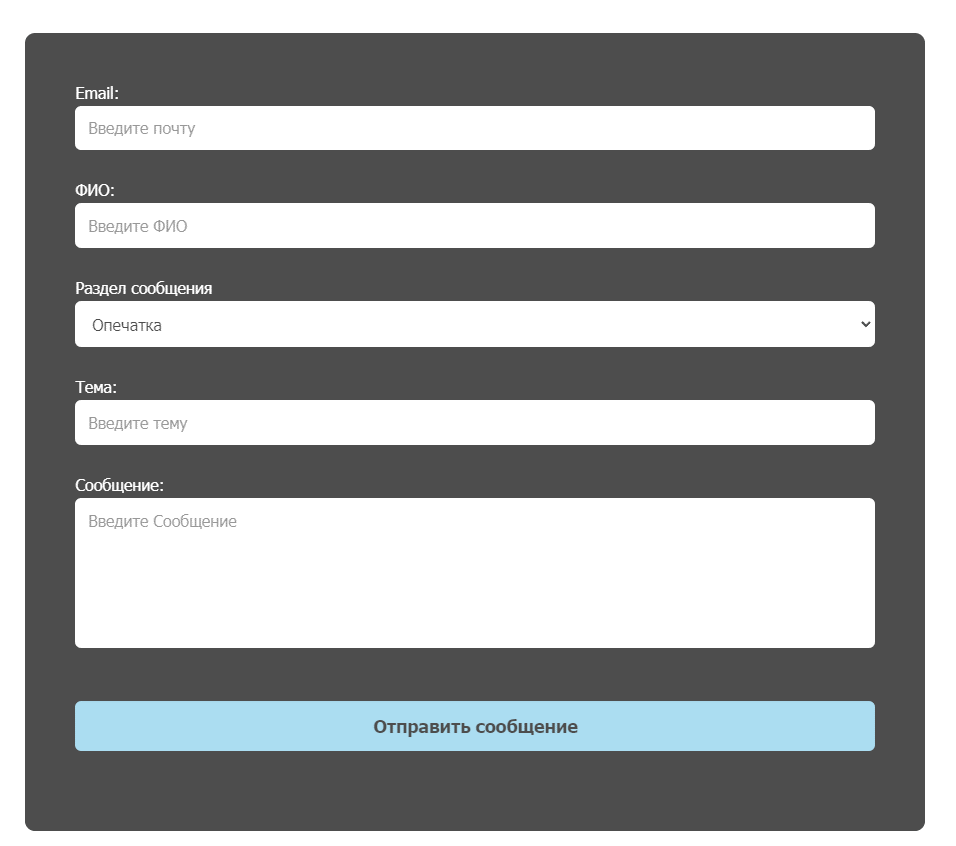 Email:
Введите почту
ФИО:
Введите ФИО
Раздел сообщения
Опечатка
Тема:
Введите тему
Сообщение:
Введите Сообщение
Отправить сообщение